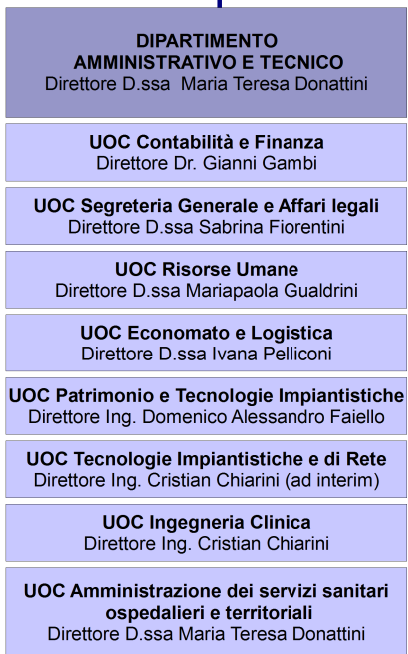 DIPARTIMENTO
AMMINISTRATIVO E TECNICO
Direttore D.ssa Maria Teresa Donattini
UOC Contabilità e Finanza
Direttore Dr. Gianni Gambi
UOC Segreteria Generale e Affari legali
Direttore D.ssa Sabrina Fiorentini
UOC Risorse Umane
Direttore D.ssa Mariapaola Gualdrini
UOC Economato e Logistica
Direttore D.ssa Ivana Pelliconi
UOC Patrimonio e Tecnologie Impiantistiche
Direttore Ing. Domenico Alessandro Faiello
UOC Tecnologie Impiantistiche e di Rete
Direttore Ing. Cristian Chiarini (ad interim)
UOC Ingegneria Clinica
Direttore Ing. Cristian Chiarini
UOC Amministrazione dei servizi sanitari
ospedalieri e territoriali
Direttore D.ssa Maria Teresa Donattini